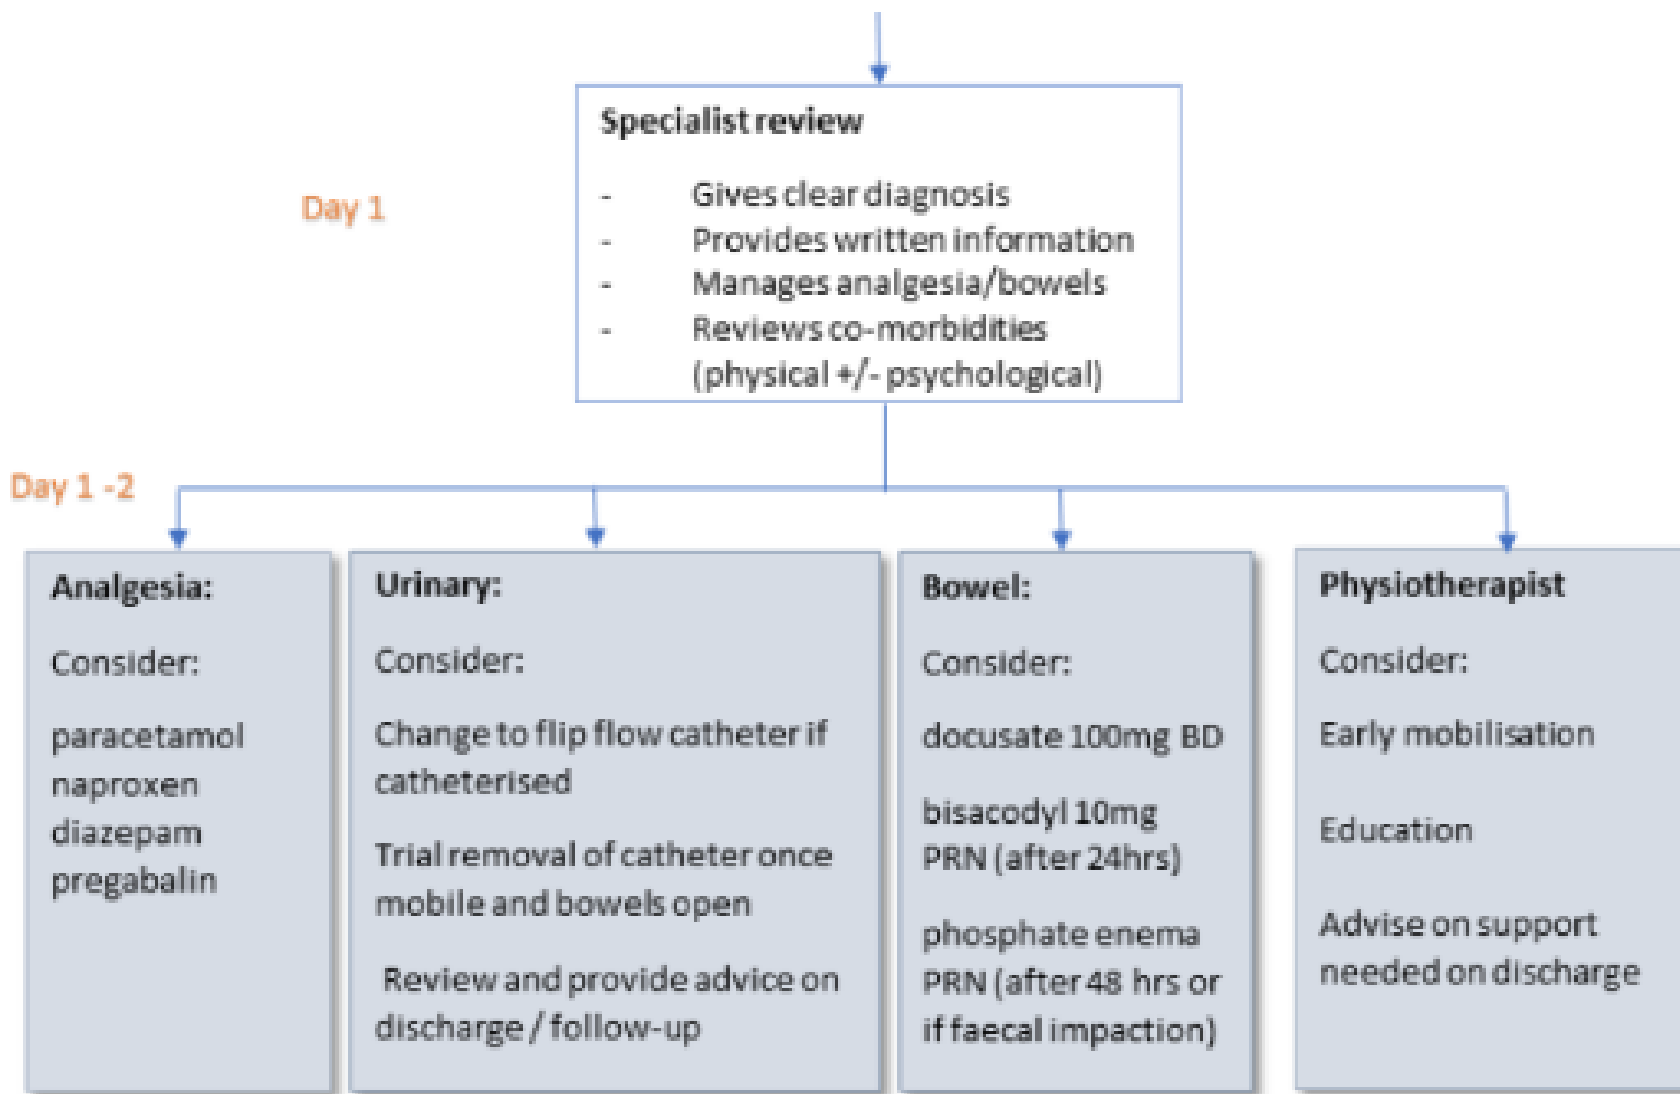 Day 1
Specialist review
- Gives clear diagnosis
- Provides written information
- Manages analgesia/bowels
- Reviews co-morbidities
(physical +/- psychological)
Day 1 -2
Analgesia:
Consider:
paracetamol
naproxen
diazepam
pregabalin
Urinary:
Consider:
Change to flip flow catheter if
catheterised
Trial removal of catheter once
mobile and bowels open
Review and provide advice on
discharge / follow-up
Bowel:
Consider:
docusate 100mg BD
bisacodyl 10mg
PRN (after 24hrs)
phosphate enema
PRN (after 48 hrs or
if faecal impaction)
Physiotherapist
Consider:
Early mobilisation
Education
Advise on support
needed on discharge